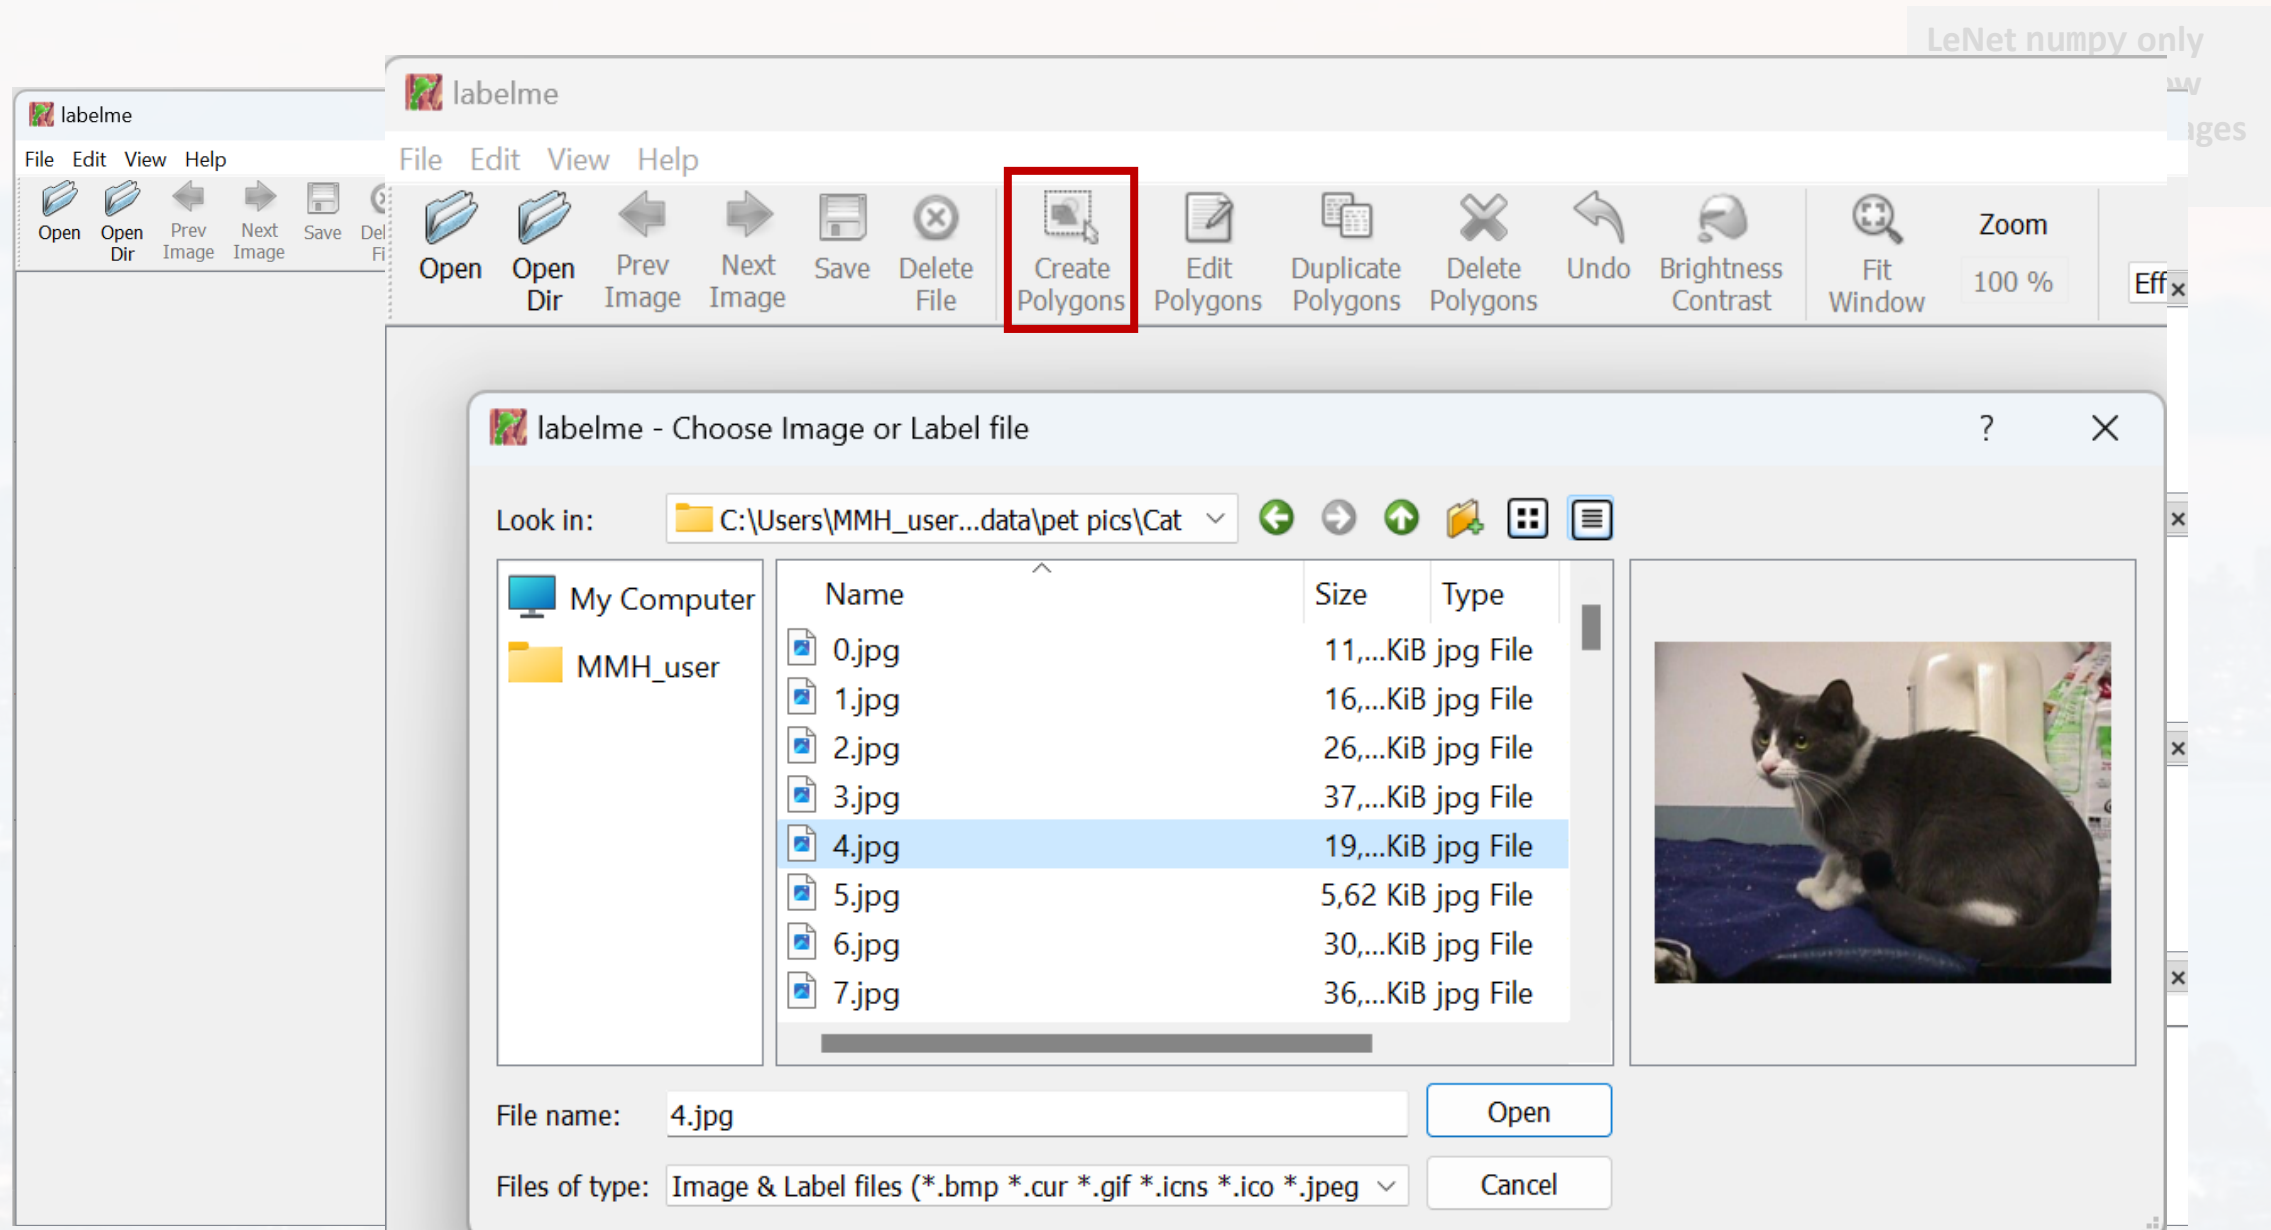 LeNet numpy only
ow
ages
labelme
File Edit View Help
Open
Open Dir
Prev Image
Next Image
Save
Del
Fi
labelme
File Edit View Help
Open
Open Dir
Prev Image
Next Image
Save
Delete File
Create Polygons
Edit Polygons
Duplicate Polygons
Delete Polygons
Undo
Brightness Contrast
Fit Window
Zoom
100 %
Eff
labelme - Choose Image or Label file
?
Look in:
C:\Users\MMH_user...data\pet pics\Cat
My Computer
MMH_user
Name Size Type
0.jpg 11,...KiB jpg File
1.jpg 16,...KiB jpg File
2.jpg 26,...KiB jpg File
3.jpg 37,...KiB jpg File
4.jpg 19,...KiB jpg File
5.jpg 5,62 KiB jpg File
6.jpg 30,...KiB jpg File
7.jpg 36,...KiB jpg File
File name: 4.jpg Open
Files of type: Image & Label files (*.bmp *.cur *.gif *.icns *.ico *.jpeg Cancel